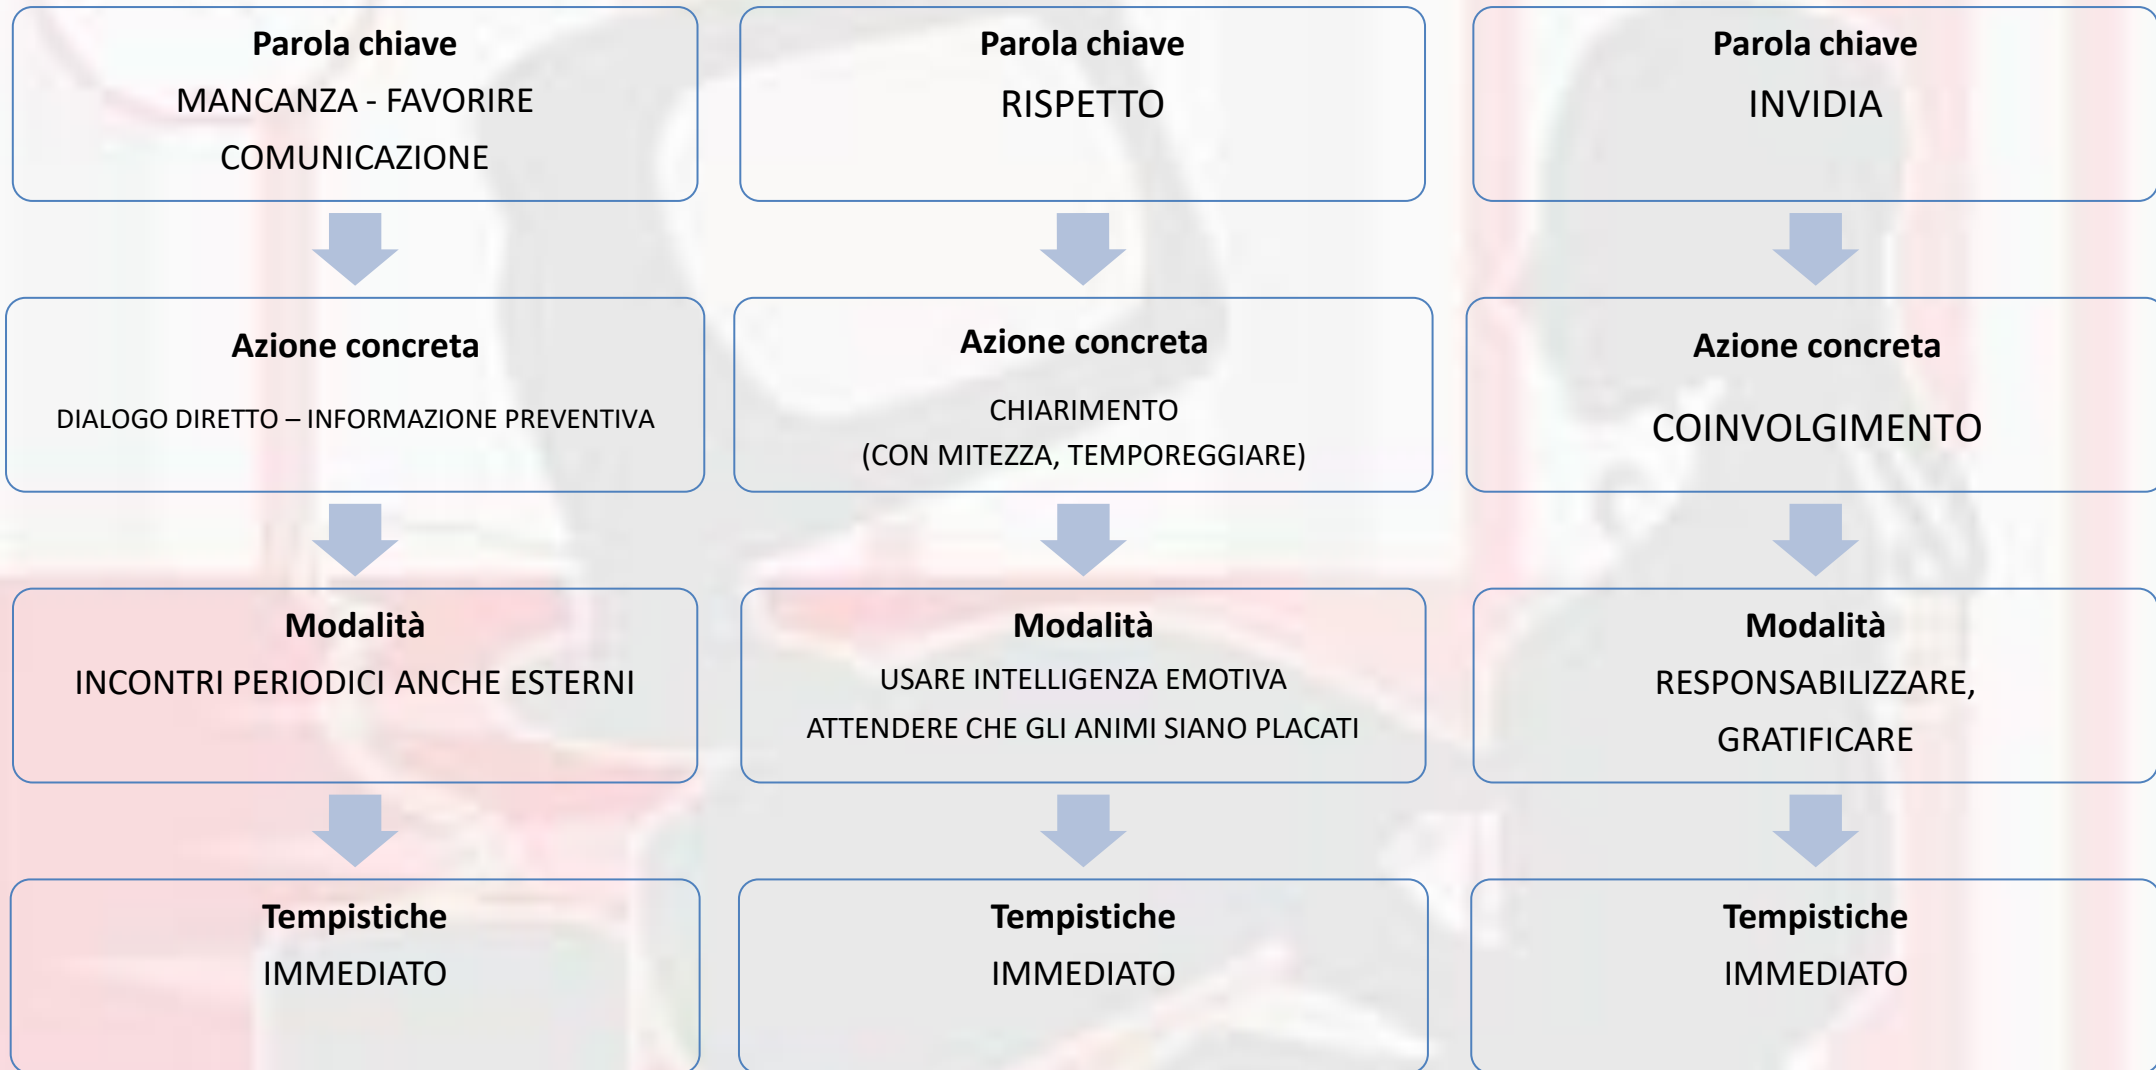 Parola chiave
MANCANZA - FAVORIRE
COMUNICAZIONE
Azione concreta
DIALOGO DIRETTO – INFORMAZIONE PREVENTIVA
Modalità
INCONTRI PERIODICI ANCHE ESTERNI
Tempistiche
IMMEDIATO
Parola chiave
RISPETTO
Azione concreta
CHIARIMENTO
(CON MITEZZA, TEMPOREGGIARE)
Modalità
USARE INTELLIGENZA EMOTIVA
ATTENDERE CHE GLI ANIMI SIANO PLACATI
Tempistiche
IMMEDIATO
Parola chiave
INVIDIA
Azione concreta
COINVOLGIMENTO
Modalità
RESPONSABILIZZARE,
GRATIFICARE
Tempistiche
IMMEDIATO